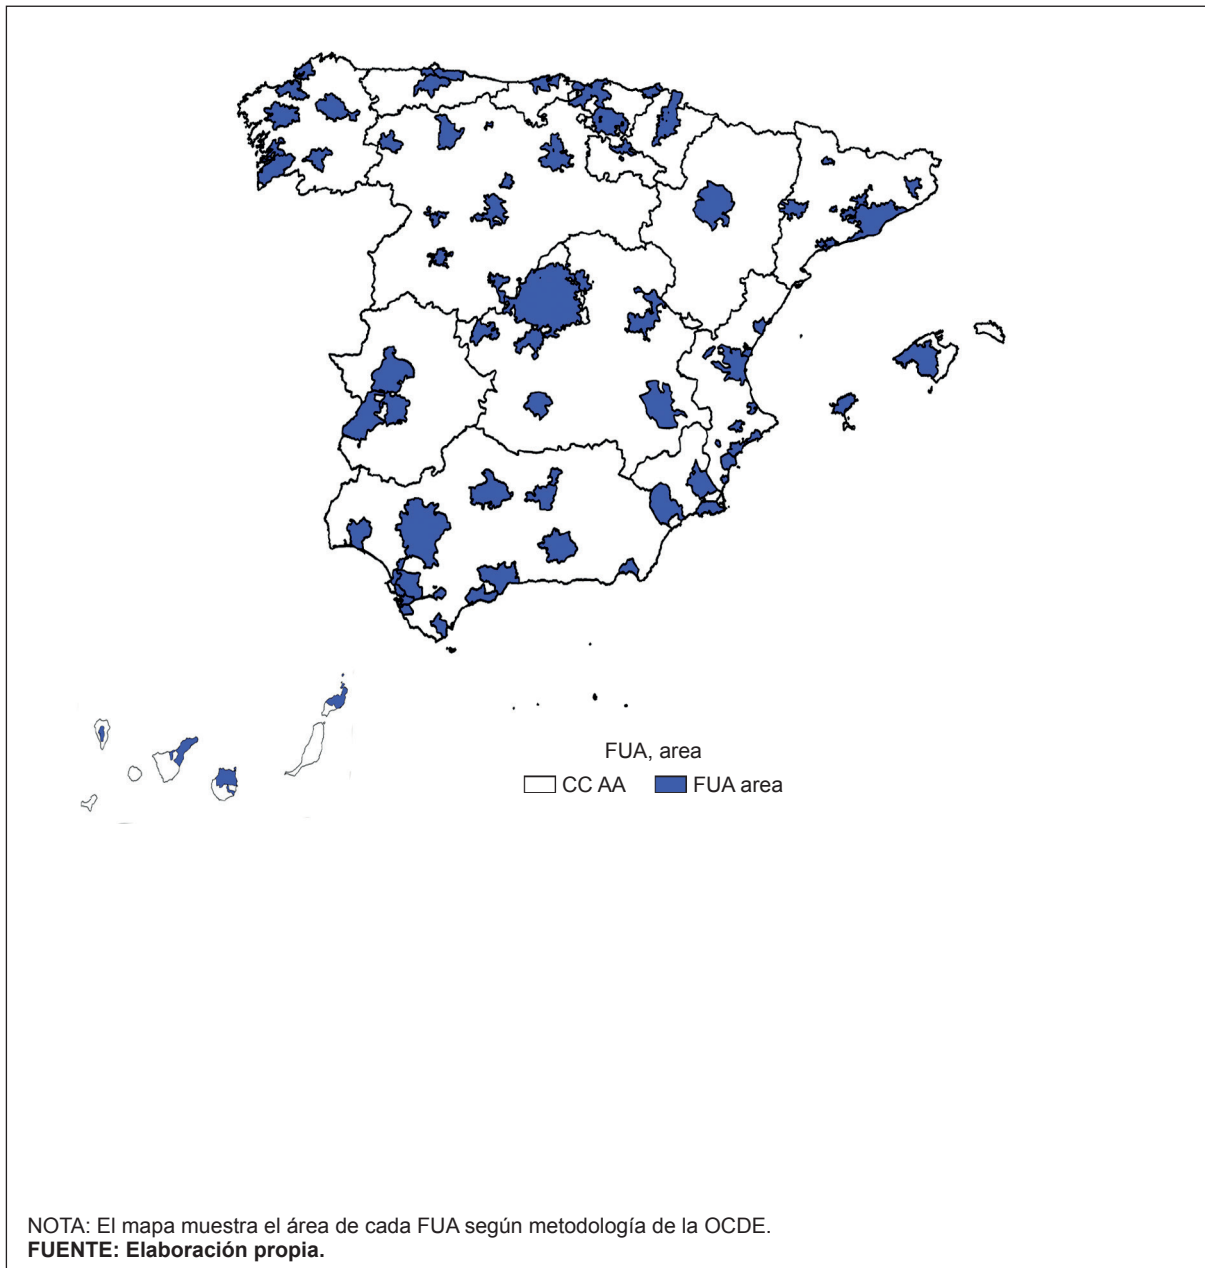 FUA, area
CC AA FUA area
NOTA: El mapa muestra el área de cada FUA según metodología de la OCDE.
FUENTE: Elaboración propia.